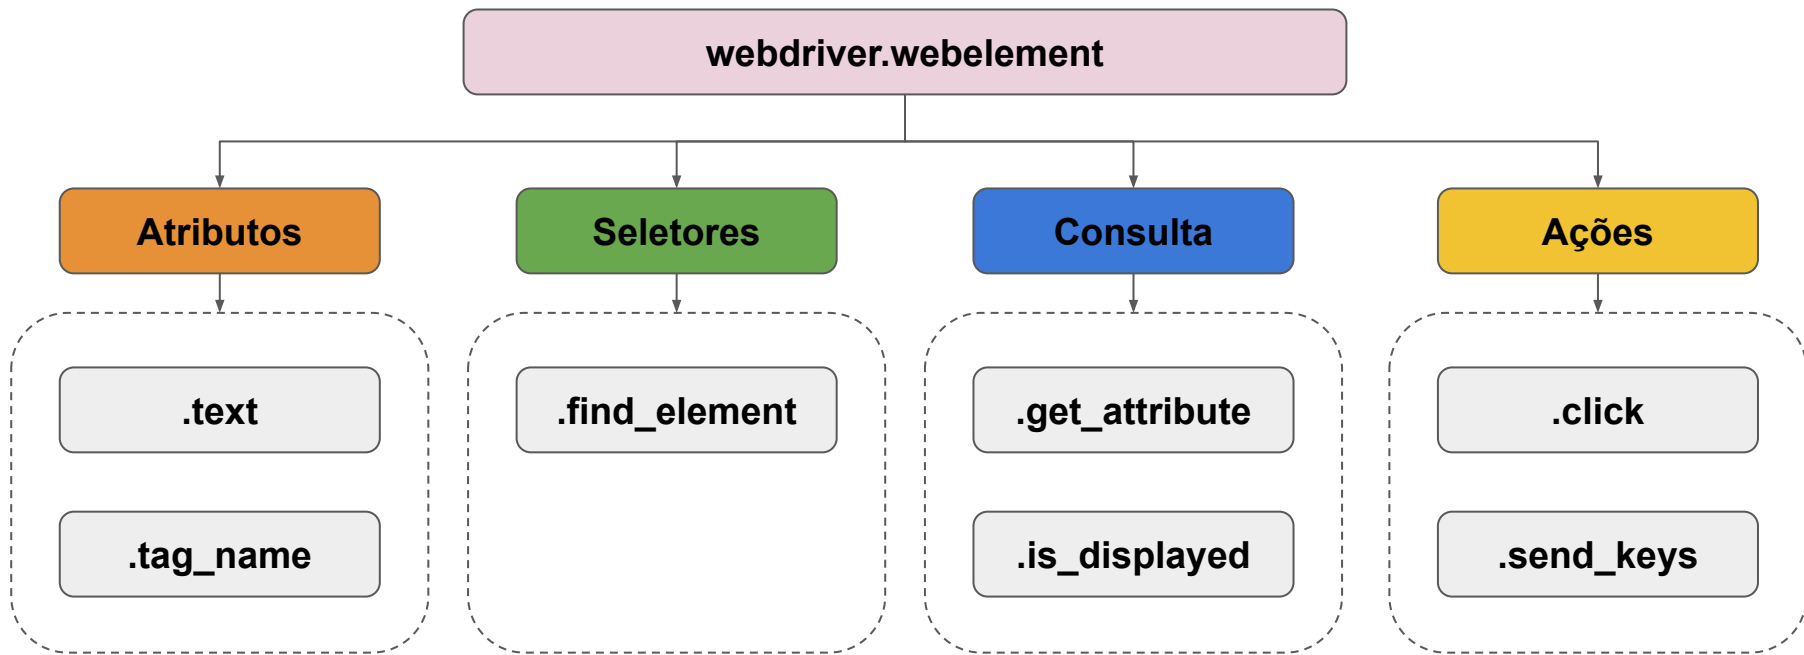 webdriver.webelement
Atributos
Seletores
Consulta
Ações
.text
.find_element
.get_attribute
.click
.tag_name
.is_displayed
.send_keys